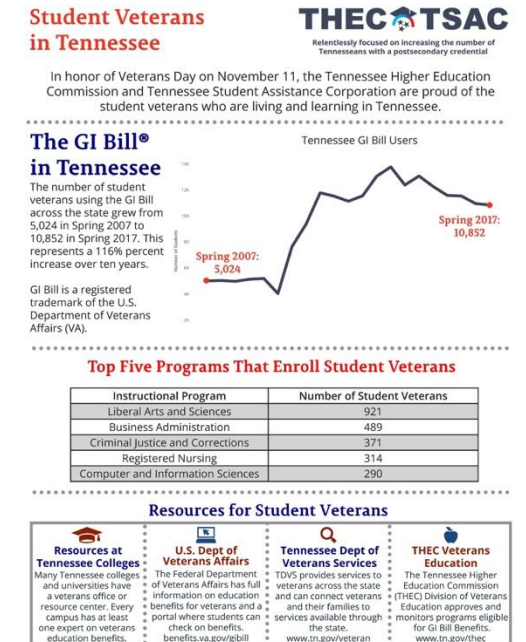 Student Veterans
in Tennessee
THEC TSAC
Relentlessly focused on increasing the number of
Tennesseans with a postsecondary credential
In honor of Veterans Day on November 11, the Tennessee Higher Education
Commission and Tennessee Student Assistance Corporation are proud of the
student veterans who are living and learning in Tennessee.
The GI Bill®
in Tennessee
The number of student
veterans using the GI Bill
across the state grew from
5,024 in Spring 2007 to
10,852 in Spring 2017. This
represents a 116% percent
increase over ten years.
GI Bill is a registered
trademark of the U.S.
Department of Veterans
Affairs (VA).
Tennessee GI Bill Users
Number of Students
Spring 2007:
5,024
Spring 2017:
10,852
Top Five Programs That Enroll Student Veterans
Instructional Program Number of Student Veterans
Liberal Arts and Sciences 921
Business Administration 489
Criminal Justice and Corrections 371
Registered Nursing 314
Computer and Information Sciences 290
Resources for Student Veterans
Resources at
Tennessee Colleges
Many Tennessee colleges
and universities have
a veterans office or
resource center. Every
campus has at least
one expert on veterans
education benefits.
U.S. Dept of
Veterans Affairs
The Federal Department
of Veterans Affairs has full
information on education
benefits for veterans and a
portal where students can
check on benefits.
benefits.va.gov/gibill
Tennessee Dept of
Veterans Services
TDVS provides services to
veterans across the state
and can connect veterans
and their families to
services available through
the state.
www.tn.gov/veteran
THEC Veterans
Education
The Tennessee Higher
Education Commission
(THEC) Division of Veterans
Education approves and
monitors programs eligible
for GI Bill Benefits.
www.tn.gov/thec